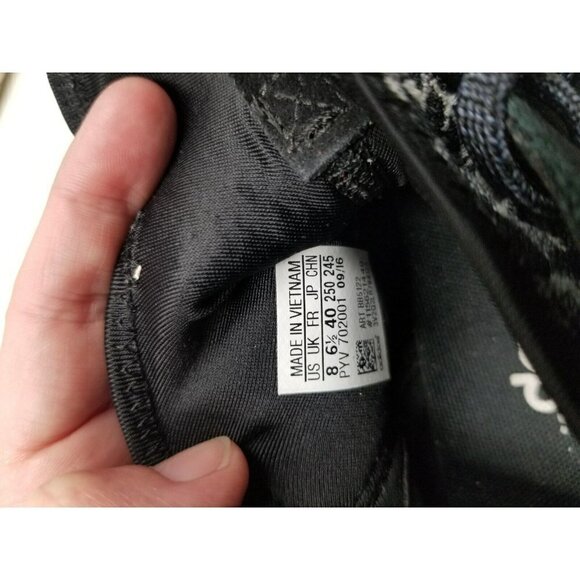 MADE IN VIETNAM
US UK FR JP CHN
8 6½ 40 250 245
PYV 702001 09/16
ART BB5122